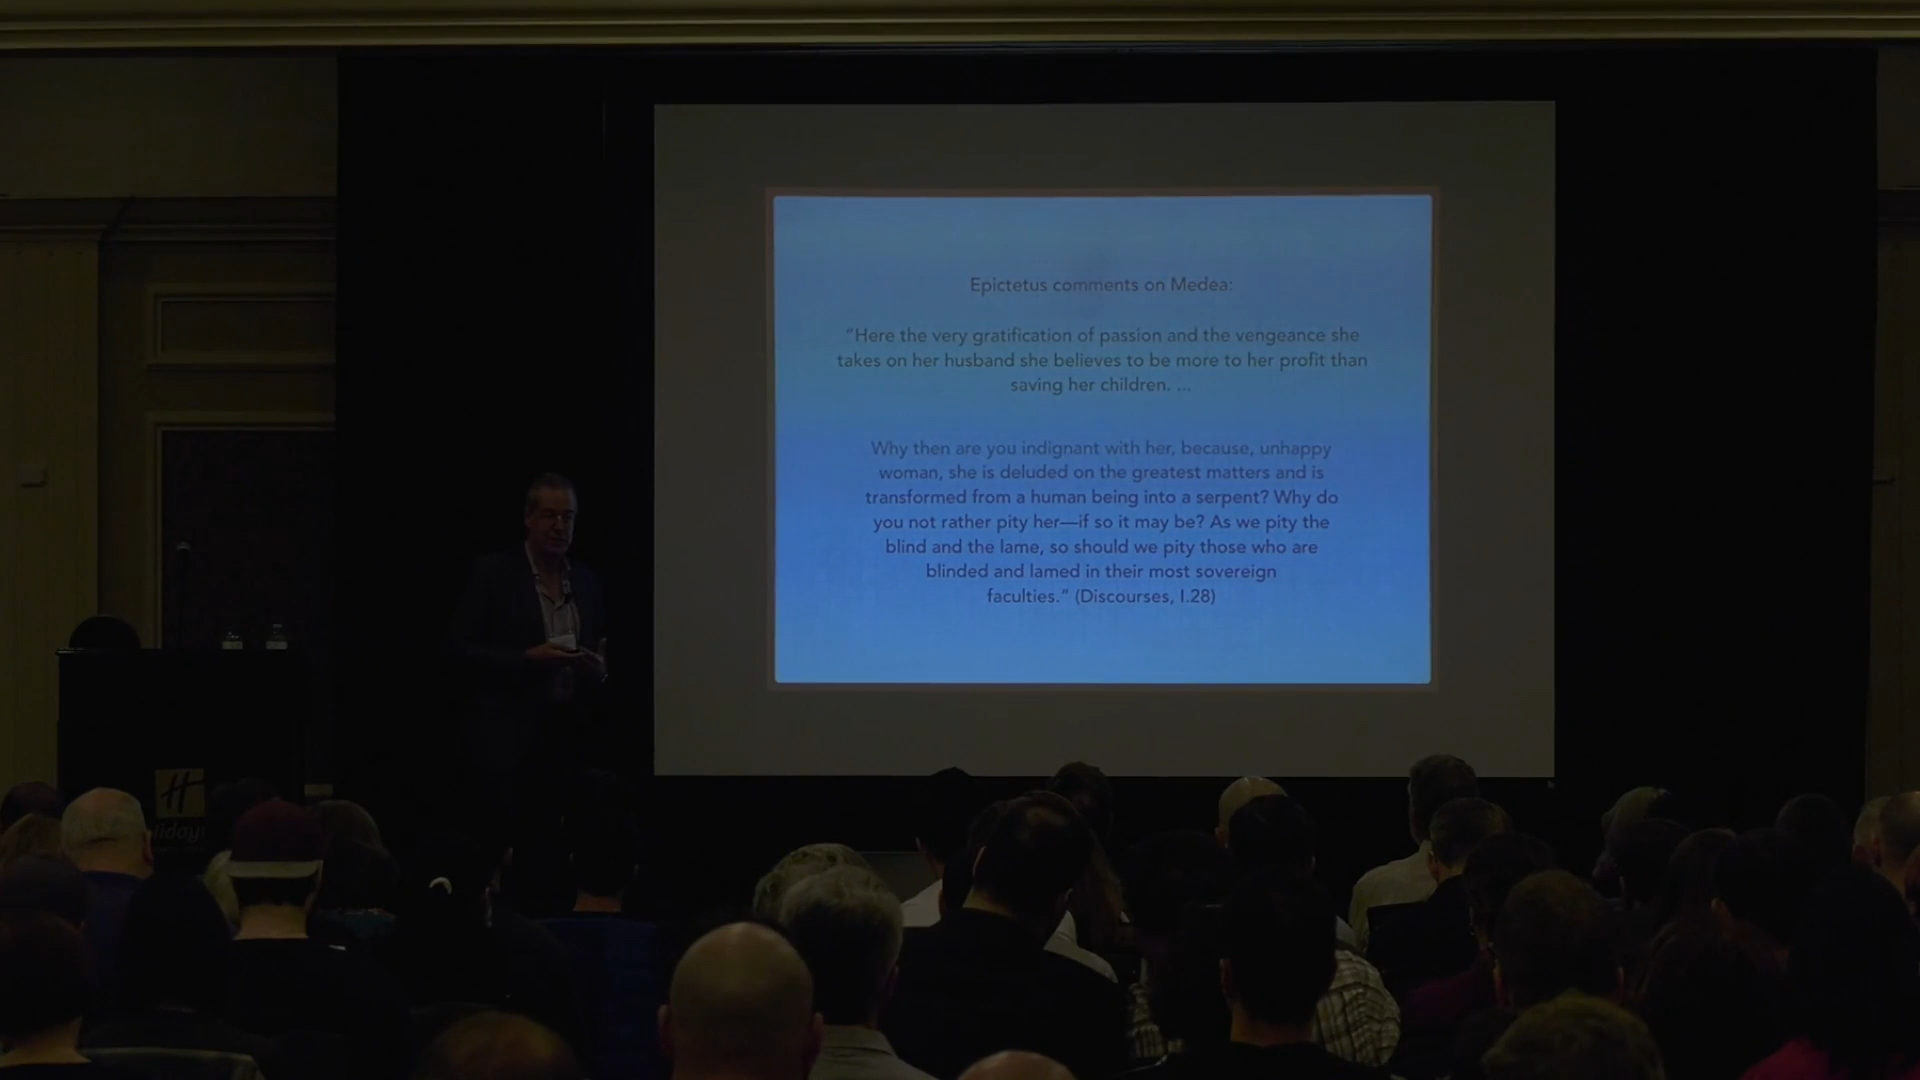 Epictetus comments on Medea:
“Here the very gratification of passion and the vengeance she
takes on her husband she believes to be more to her profit than
saving her children. ...
Why then are you indignant with her, because, unhappy
woman, she is deluded on the greatest matters and is
transformed from a human being into a serpent? Why do
you not rather pity her—if so it may be? As we pity the
blind and the lame, so should we pity those who are
blinded and lamed in their most sovereign
faculties.” (Discourses, I.28)
H